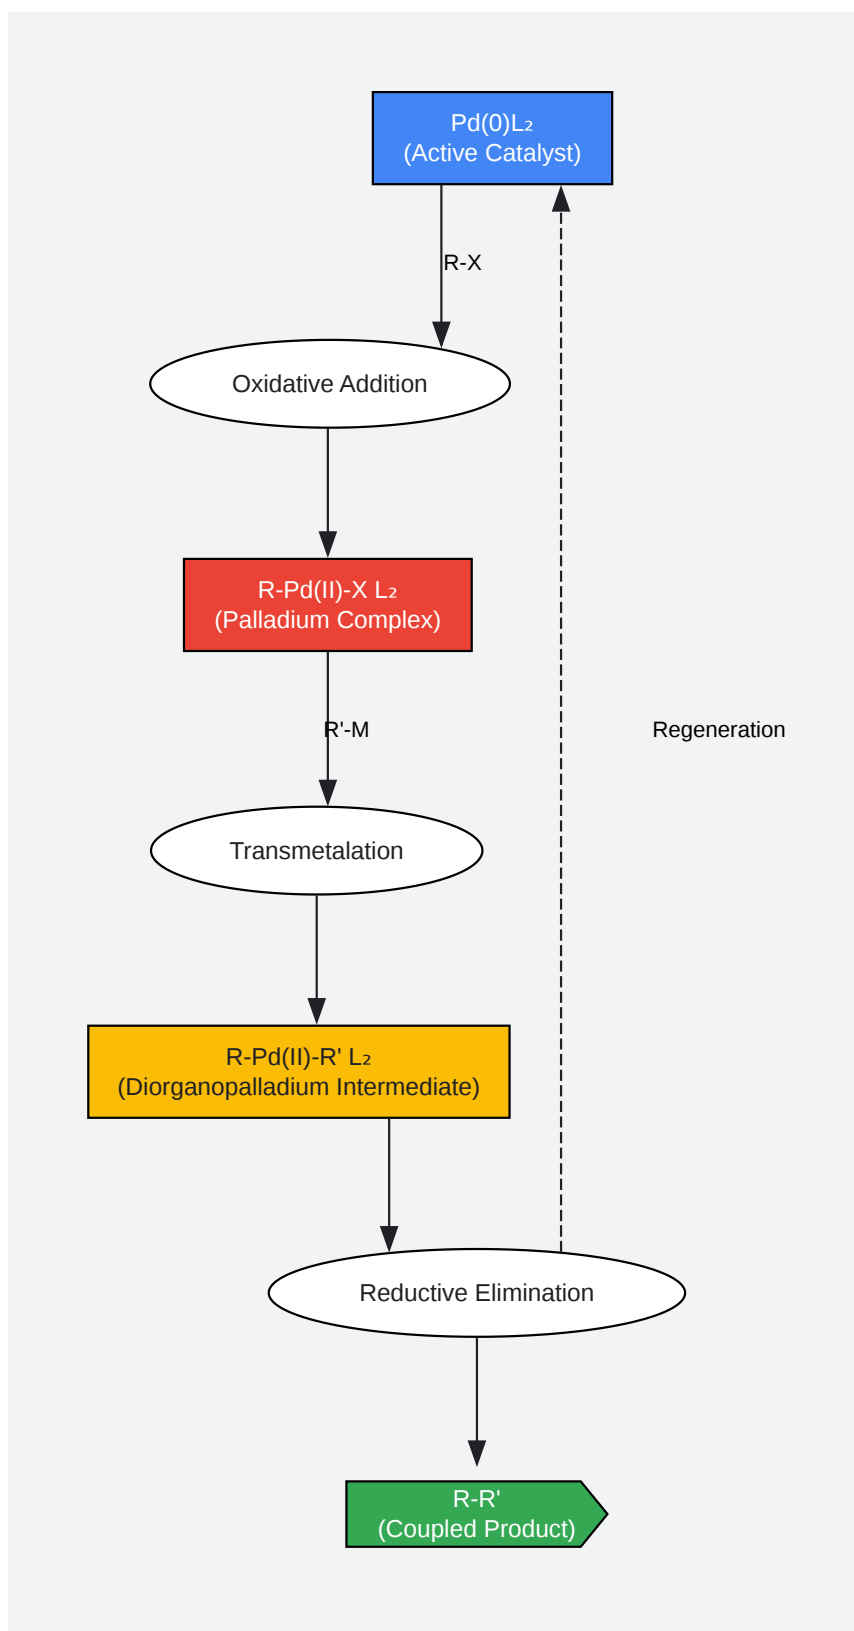 Pd(0)L₂
(Active Catalyst)
R-X
Oxidative Addition
R-Pd(II)-X L₂
(Palladium Complex)
R'-M
Regeneration
Transmetalation
R-Pd(II)-R' L₂
(Diorganopalladium Intermediate)
Reductive Elimination
R-R'
(Coupled Product)